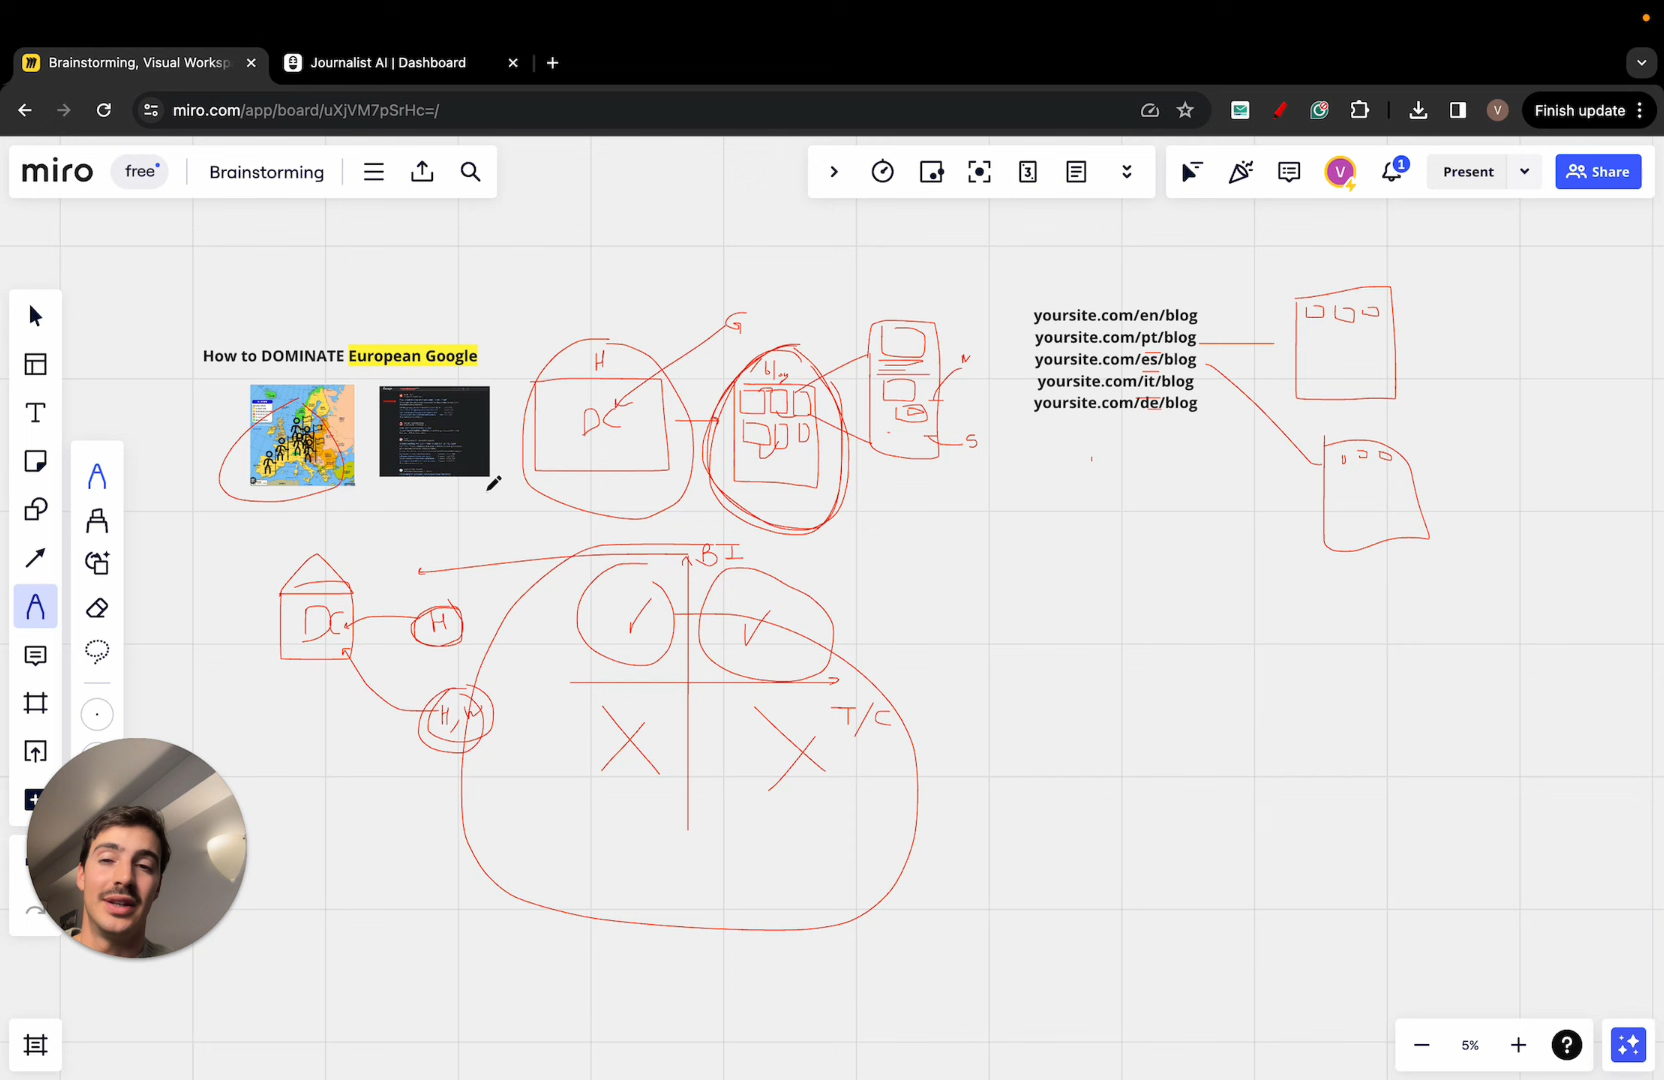 Brainstorming, Visual Worksp
Journalist AI | Dashboard
miro.com/app/board/uXjVM7pSrHc=/
V
Finish update
miro
free
Brainstorming
3
V
1
Present
Share
How to DOMINATE European Google
H
DC
G
blog
N
S
yoursite.com/en/blog
yoursite.com/pt/blog
yoursite.com/es/blog
yoursite.com/it/blog
yoursite.com/de/blog
BI
DC
H
H, W
T/C
5%
?